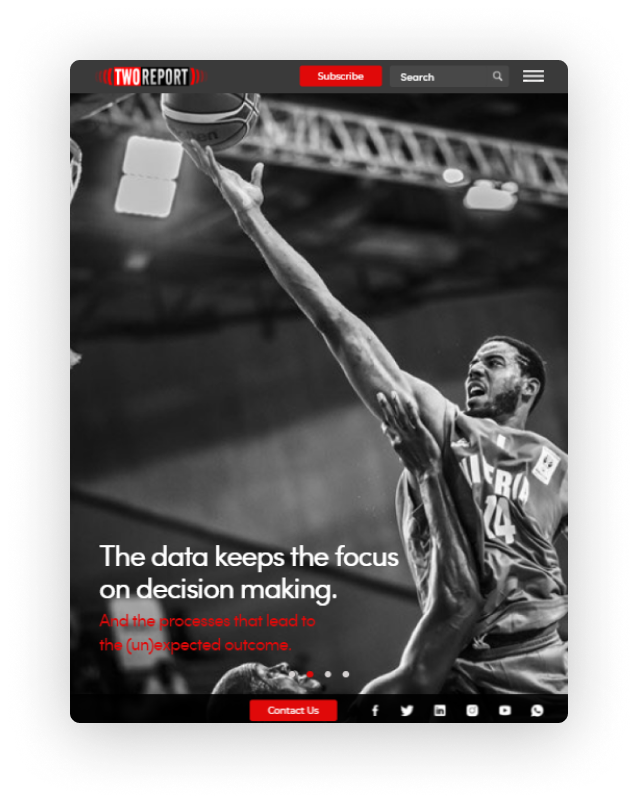 TWOREPORT
Subscribe
Search
The data keeps the focus
on decision making.
And the processes that lead to
the (un)expected outcome.
14
Contact Us